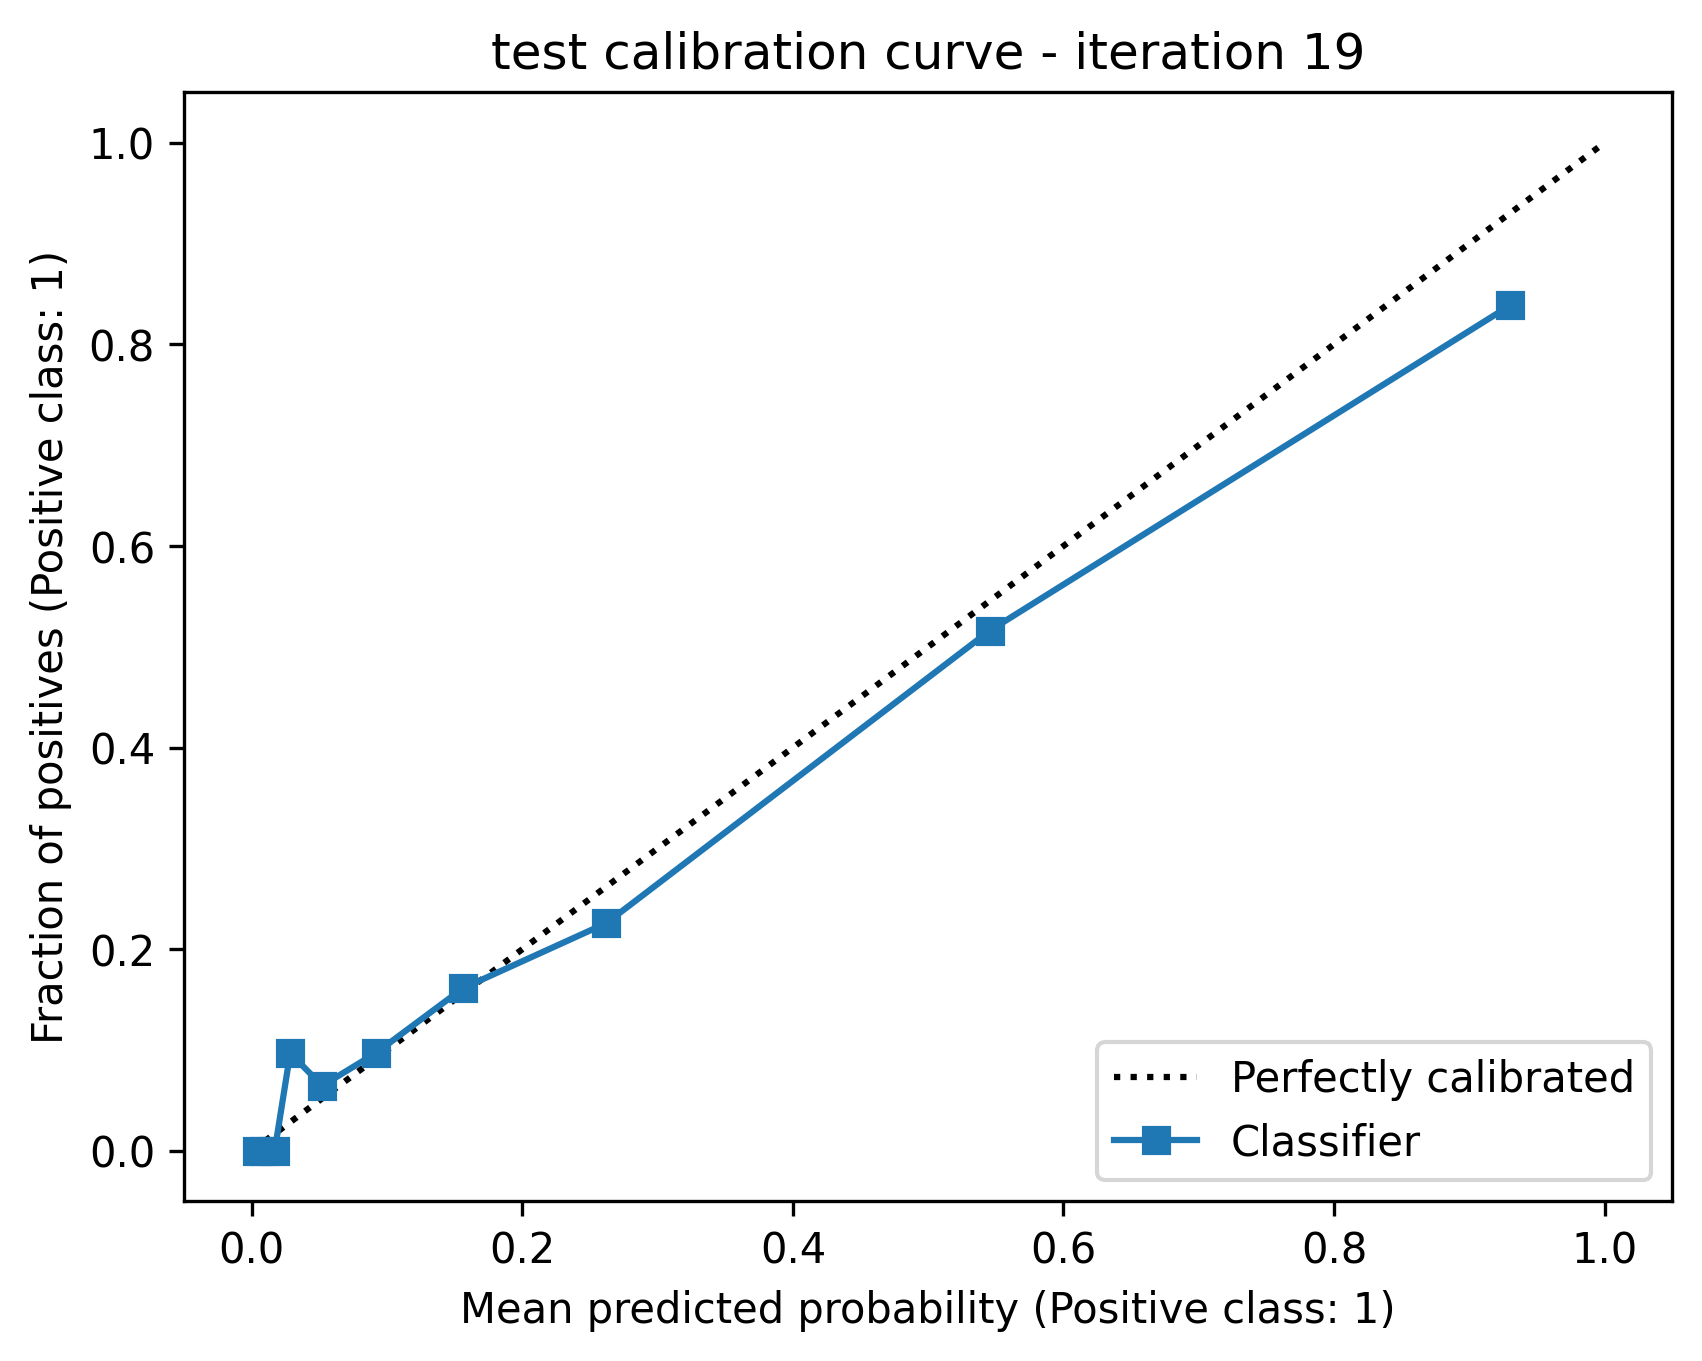 test calibration curve - iteration 19
Fraction of positives (Positive class: 1)
1.0
0.8
0.6
0.4
0.2
0.0
Perfectly calibrated
Classifier
0.0 0.2 0.4 0.6 0.8 1.0
Mean predicted probability (Positive class: 1)